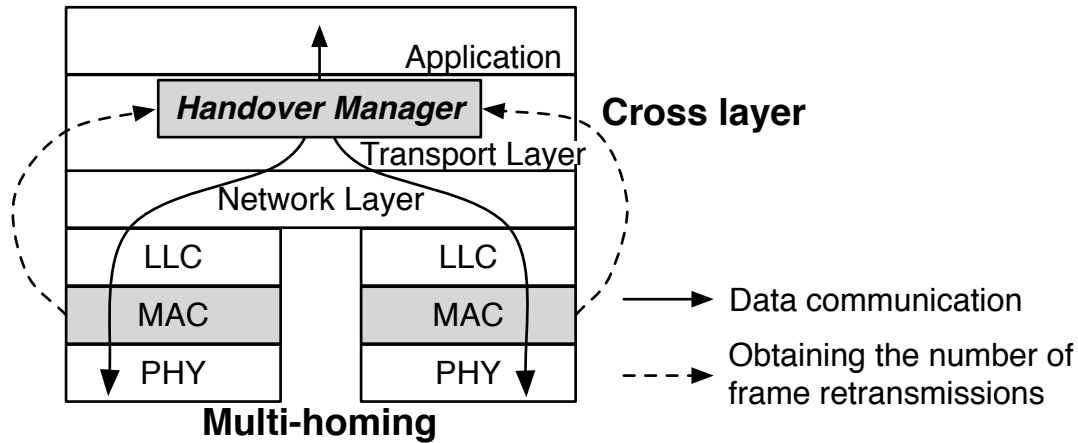 Application
Handover Manager
Cross layer
Transport Layer
Network Layer
LLC
LLC
MAC
MAC
PHY
PHY
Multi-homing
Data communication
Obtaining the number of
frame retransmissions